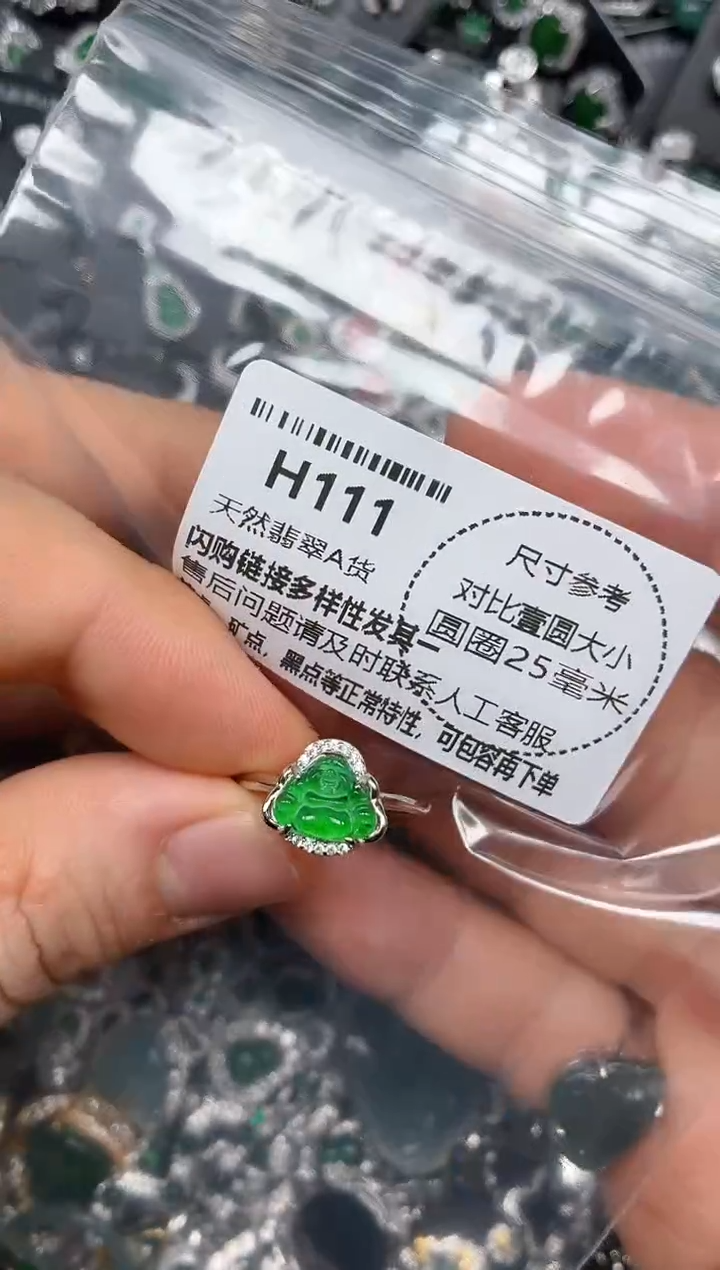 H111
天然翡翠A货
闪购链接多样性发其一
售后问题请及时联系人工客服
矿点，黑点等正常特性，可包容再下单
尺寸参考
对比壹圆大小
圆圈25毫米